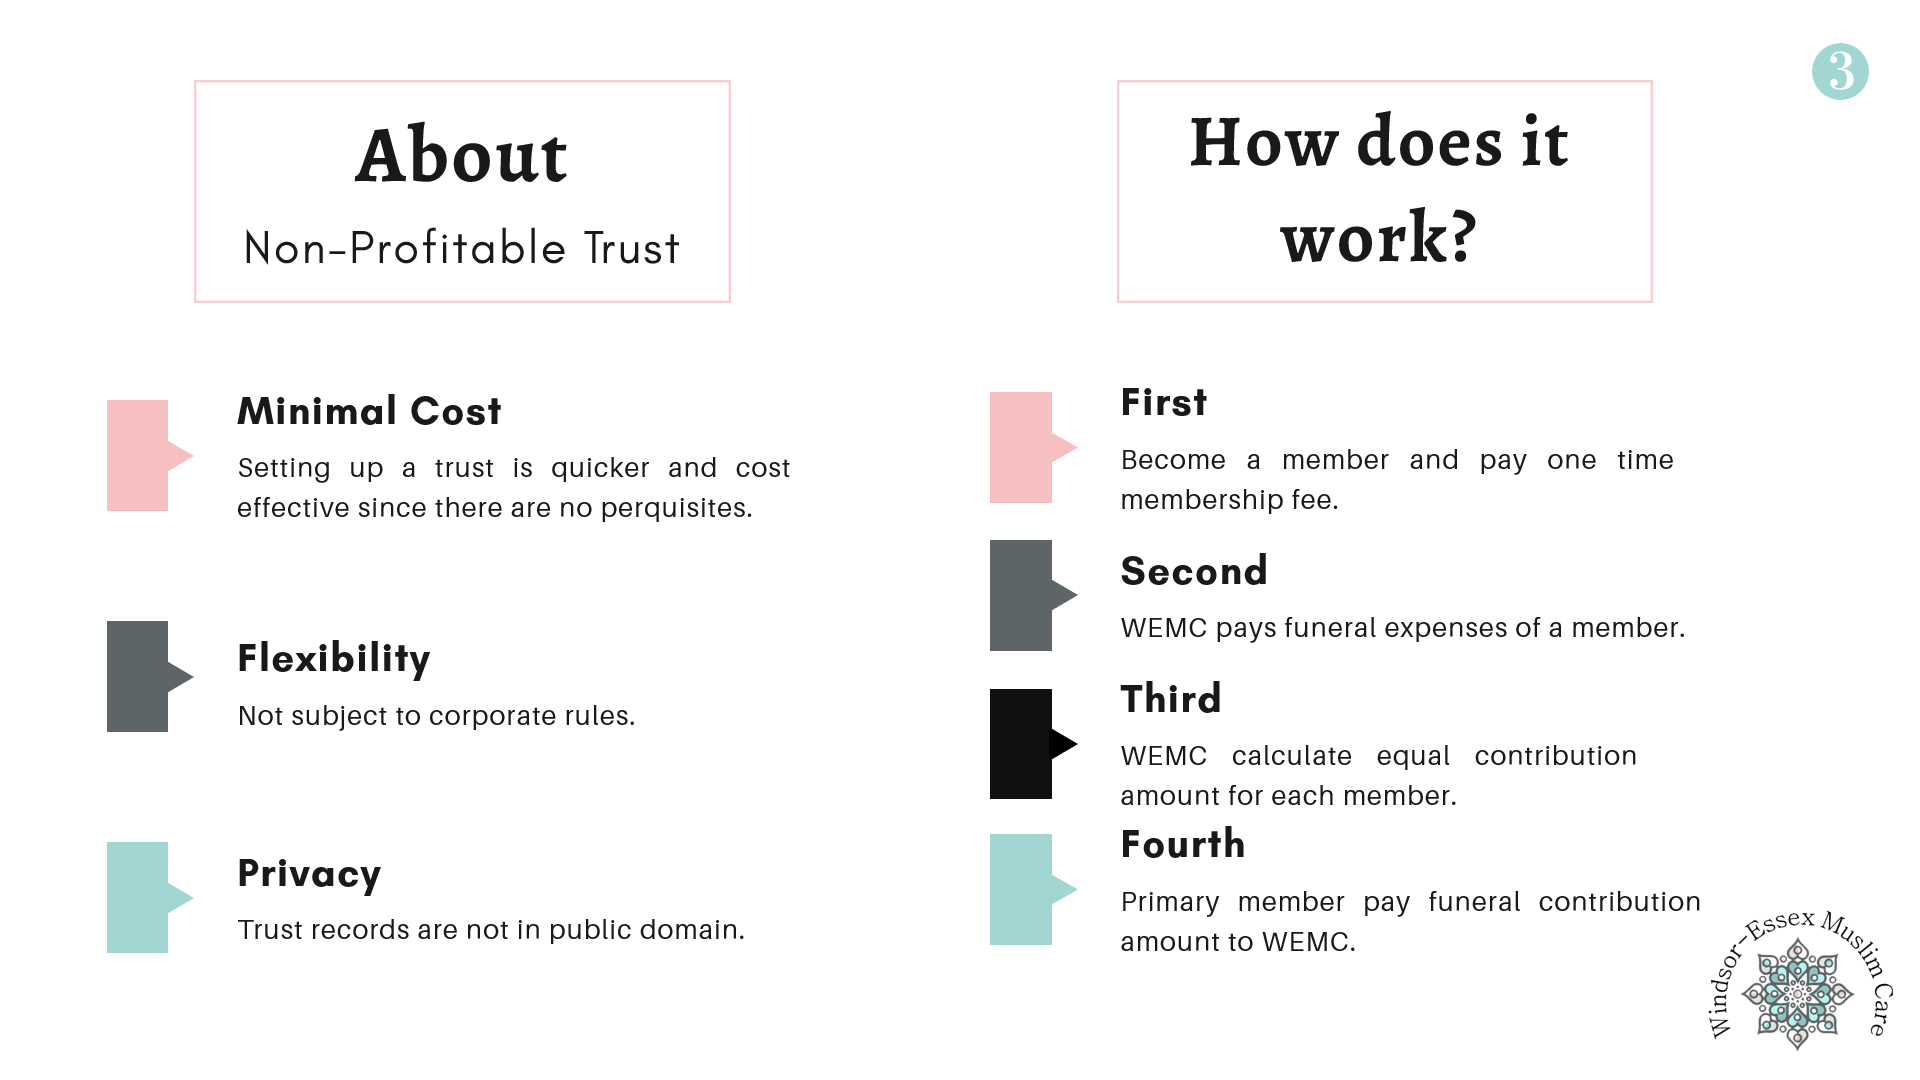 3
About
Non-Profitable Trust
Minimal Cost
Setting up a trust is quicker and cost
effective since there are no perquisites.
Flexibility
Not subject to corporate rules.
Privacy
Trust records are not in public domain.
How does it
work?
First
Become a member and pay one time
membership fee.
Second
WEMC pays funeral expenses of a member.
Third
WEMC calculate equal contribution
amount for each member.
Fourth
Primary member pay funeral contribution
amount to WEMC.
Windsor-Essex Muslim Care